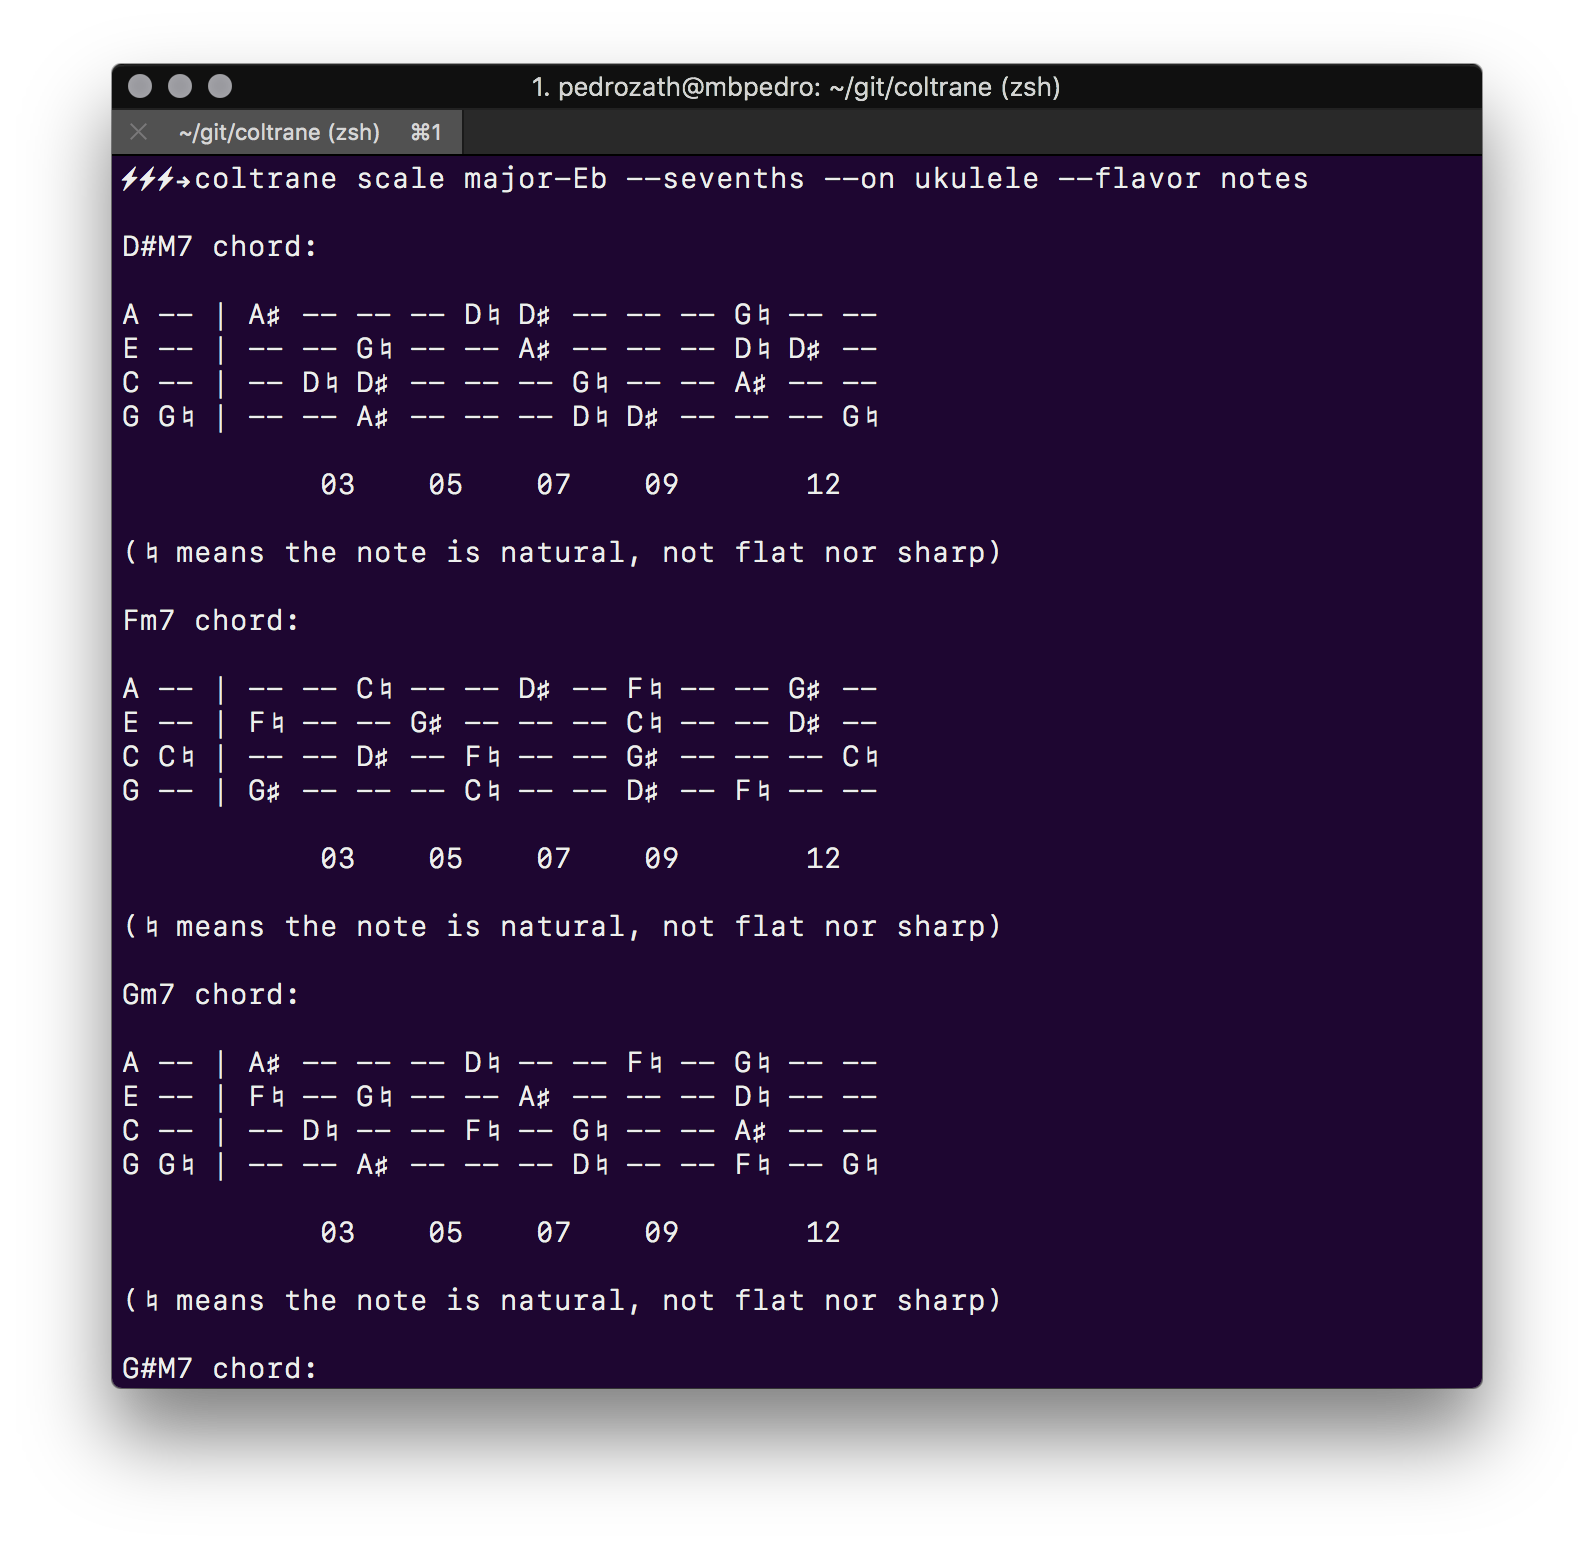 1. pedrozath@mbpedro: ~/git/coltrane (zsh)
~/git/coltrane (zsh) ⌘1
⚡⚡⚡➜coltrane scale major-Eb --sevenths --on ukulele --flavor notes
D#M7 chord:
A -- | A♯ -- -- -- D♮ D♯ -- -- -- G♮ -- --
E -- | -- -- G♮ -- -- A♯ -- -- -- D♮ D♯ --
C -- | -- D♮ D♯ -- -- -- G♮ -- -- A♯ -- --
G G♮ | -- -- A♯ -- -- -- D♮ D♯ -- -- -- G♮
03 05 07 09 12
(♮ means the note is natural, not flat nor sharp)
Fm7 chord:
A -- | -- -- C♮ -- -- D♯ -- F♮ -- -- G♯ --
E -- | F♮ -- -- G♯ -- -- -- C♮ -- -- D♯ --
C C♮ | -- -- D♯ -- F♮ -- -- G♯ -- -- -- C♮
G -- | G♯ -- -- -- C♮ -- -- D♯ -- F♮ -- --
03 05 07 09 12
(♮ means the note is natural, not flat nor sharp)
Gm7 chord:
A -- | A♯ -- -- -- D♮ -- -- F♮ -- G♮ -- --
E -- | F♮ -- G♮ -- -- A♯ -- -- -- D♮ -- --
C -- | -- D♮ -- -- F♮ -- G♮ -- -- A♯ -- --
G G♮ | -- -- A♯ -- -- -- D♮ -- -- F♮ -- G♮
03 05 07 09 12
(♮ means the note is natural, not flat nor sharp)
G#M7 chord: